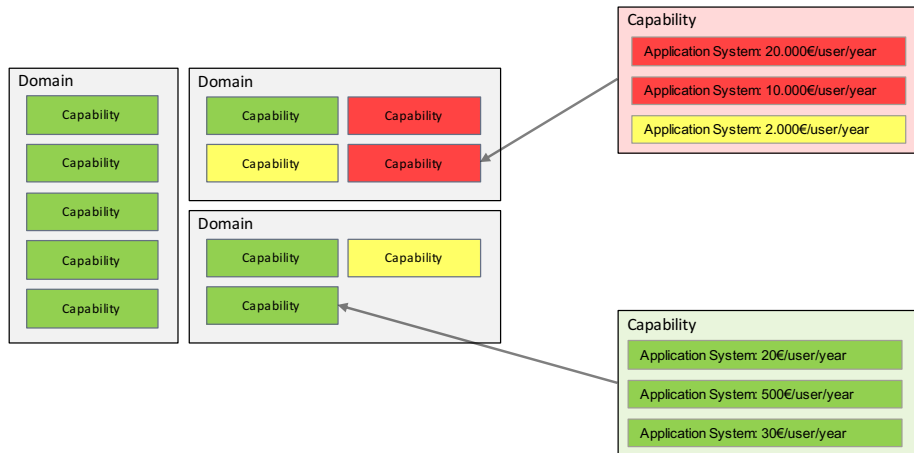 Domain
Capability
Capability
Capability
Capability
Capability
Domain
Capability
Capability
Capability
Capability
Domain
Capability
Capability
Capability
Capability
Application System: 20.000€/user/year
Application System: 10.000€/user/year
Application System: 2.000€/user/year
Capability
Application System: 20€/user/year
Application System: 500€/user/year
Application System: 30€/user/year